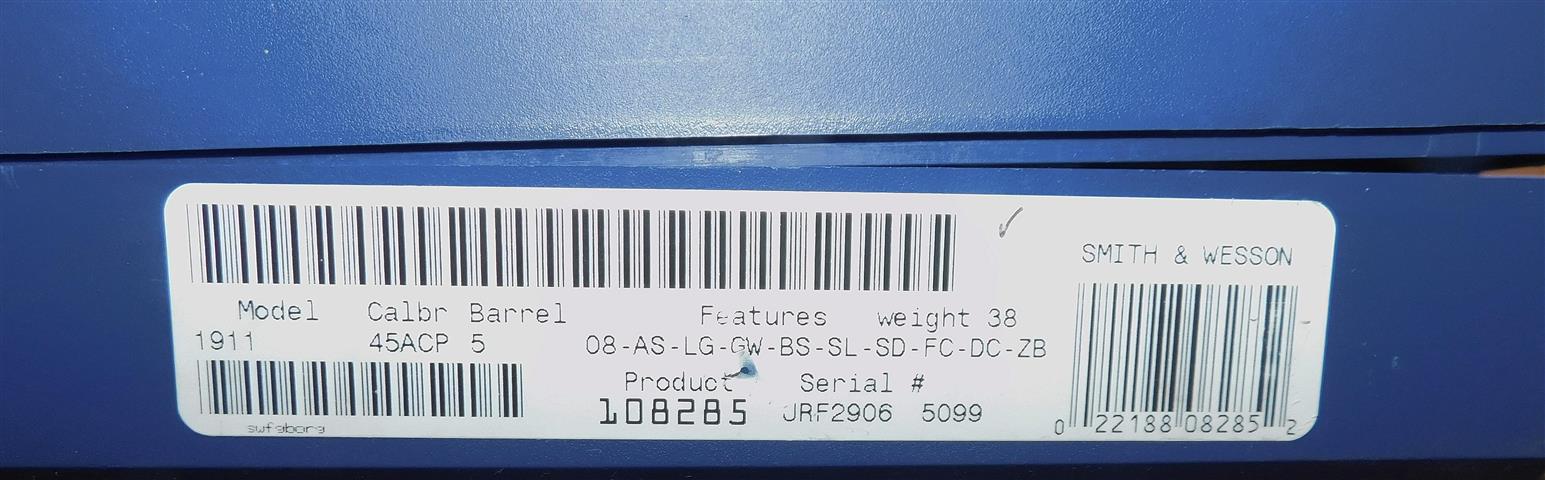 SMITH & WESSON
Model Calbr Barrel Features weight 38
1911 45ACP 5 08-AS-LG-GW-BS-SL-SD-FC-DC-ZB
Product Serial #
108285 JRF2906 5099
0 22188 08285 2
swfabora